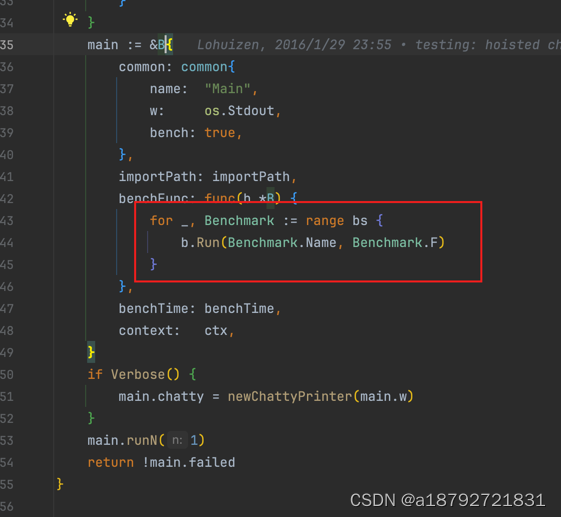 33 }
34 }
35 main := &B{ Lohuizen, 2016/1/29 23:55 • testing: hoisted ch
36 common: common{
37 name: "Main",
38 w: os.Stdout,
39 bench: true,
40 },
41 importPath: importPath,
42 benchFunc: func(b *B) {
43 for _, Benchmark := range bs {
44 b.Run(Benchmark.Name, Benchmark.F)
45 }
46 },
47 benchTime: benchTime,
48 context: ctx,
49 }
50 if Verbose() {
51 main.chatty = newChattyPrinter(main.w)
52 }
53 main.runN( n: 1)
54 return !main.failed
55 }
56
CSDN @a18792721831